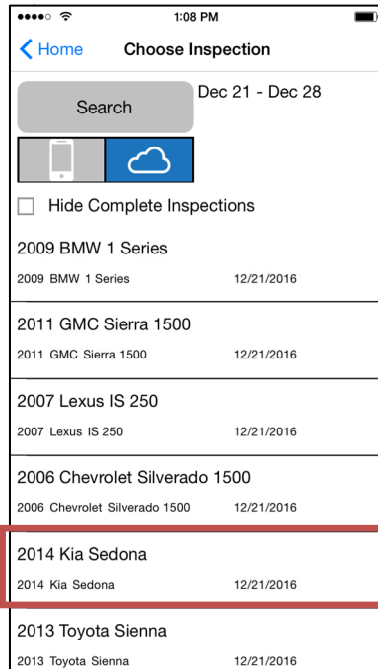 1:08 PM
Home Choose Inspection
Search Dec 21 - Dec 28
Hide Complete Inspections
2009 BMW 1 Series
2009 BMW 1 Series 12/21/2016
2011 GMC Sierra 1500
2011 GMC Sierra 1500 12/21/2016
2007 Lexus IS 250
2007 Lexus IS 250 12/21/2016
2006 Chevrolet Silverado 1500
2006 Chevrolet Silverado 1500 12/21/2016
2014 Kia Sedona
2014 Kia Sedona 12/21/2016
2013 Toyota Sienna
2013 Toyota Sienna 12/21/2016